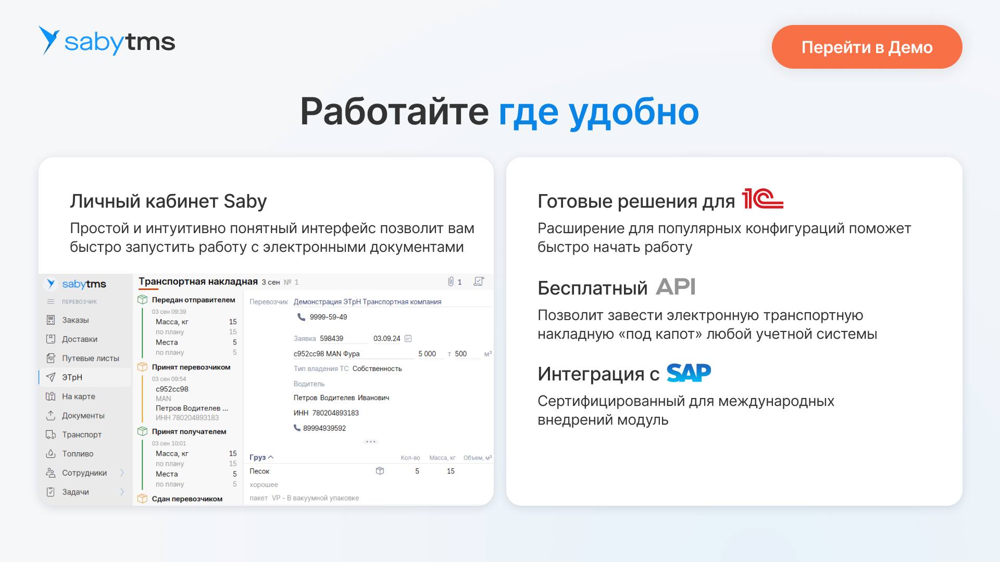 sabytms
Перейти в Демо
Работайте где удобно
Личный кабинет Saby
Простой и интуитивно понятный интерфейс позволит вам
быстро запустить работу с электронными документами
sabytms
ПЕРЕВОЗЧИК
Заказы
Доставки
Путевые листы
ЭТрН
На карте
Документы
Транспорт
Топливо
Сотрудники
Задачи
Транспортная накладная 3 сен № 1
1
Передан отправителем
03 сен 09:39
Масса, кг 15
по плану 15
Места 5
по плану 5
Принят перевозчиком
03 сен 09:54
с952сс98
MAN
Петров Водителев ...
ИНН 780204893183
Принят получателем
03 сен 10:01
Масса, кг 15
по плану 15
Места 5
по плану 5
Сдан перевозчиком
Перевозчик Демонстрация ЭТрН Транспортная компания
9999-59-49
Заявка 598439 03.09.24
с952сс98 MAN Фура 5 000 т 500 м³
Тип владения ТС Собственность
Водитель
Петров Водителев Иванович
ИНН 780204893183
89994939592
Груз Кол-во Масса, кг Объем, м³
Песок 5 15
хорошее
пакет VP - В вакуумной упаковке
Готовые решения для 1С
Расширение для популярных конфигураций поможет
быстро начать работу
Бесплатный API
Позволит завести электронную транспортную
накладную «под капот» любой учетной системы
Интеграция с SAP
Сертифицированный для международных
внедрений модуль